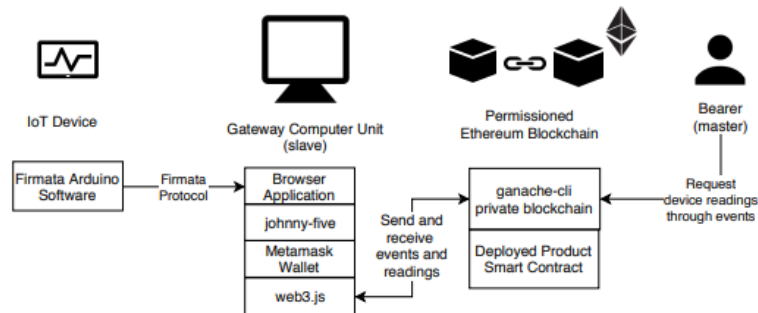 IoT Device
Gateway Computer Unit
(slave)
Permissioned
Ethereum Blockchain
Bearer
(master)
Firmata Arduino
Software
Firmata
Protocol
Browser
Application
johnny-five
Metamask
Wallet
web3.js
Send and
receive
events and
readings
ganache-cli
private blockchain
Deployed Product
Smart Contract
Request
device readings
through events